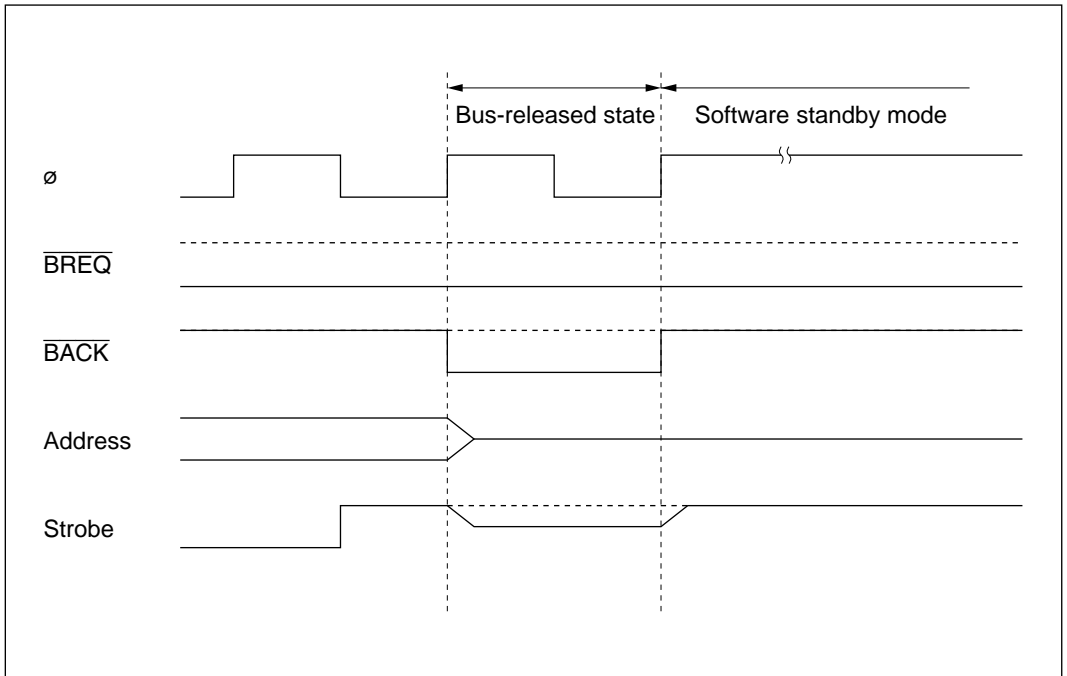 Bus-released state
Software standby mode
ø
BREQ
BACK
Address
Strobe